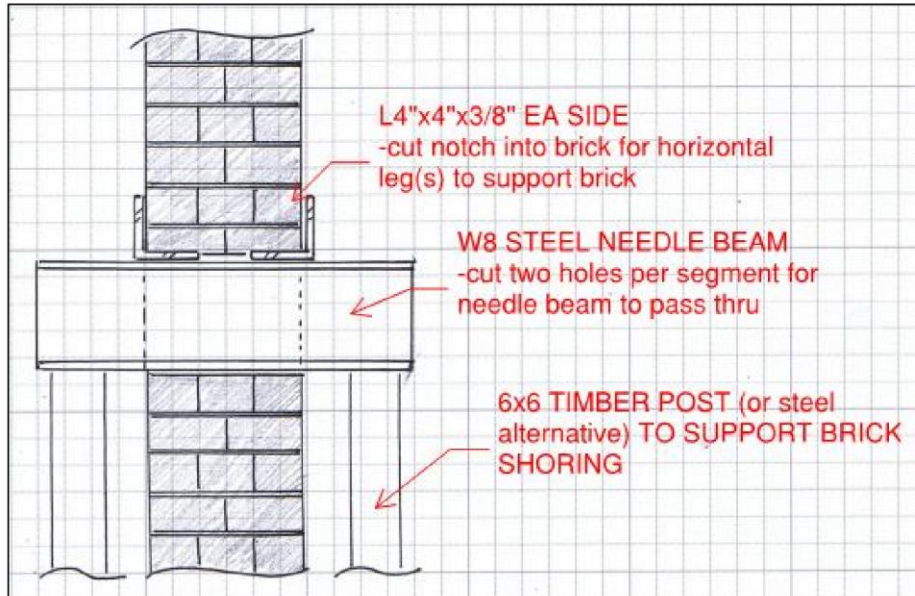 L4"x4"x3/8" EA SIDE
-cut notch into brick for horizontal
leg(s) to support brick
W8 STEEL NEEDLE BEAM
-cut two holes per segment for
needle beam to pass thru
6x6 TIMBER POST (or steel
alternative) TO SUPPORT BRICK
SHORING